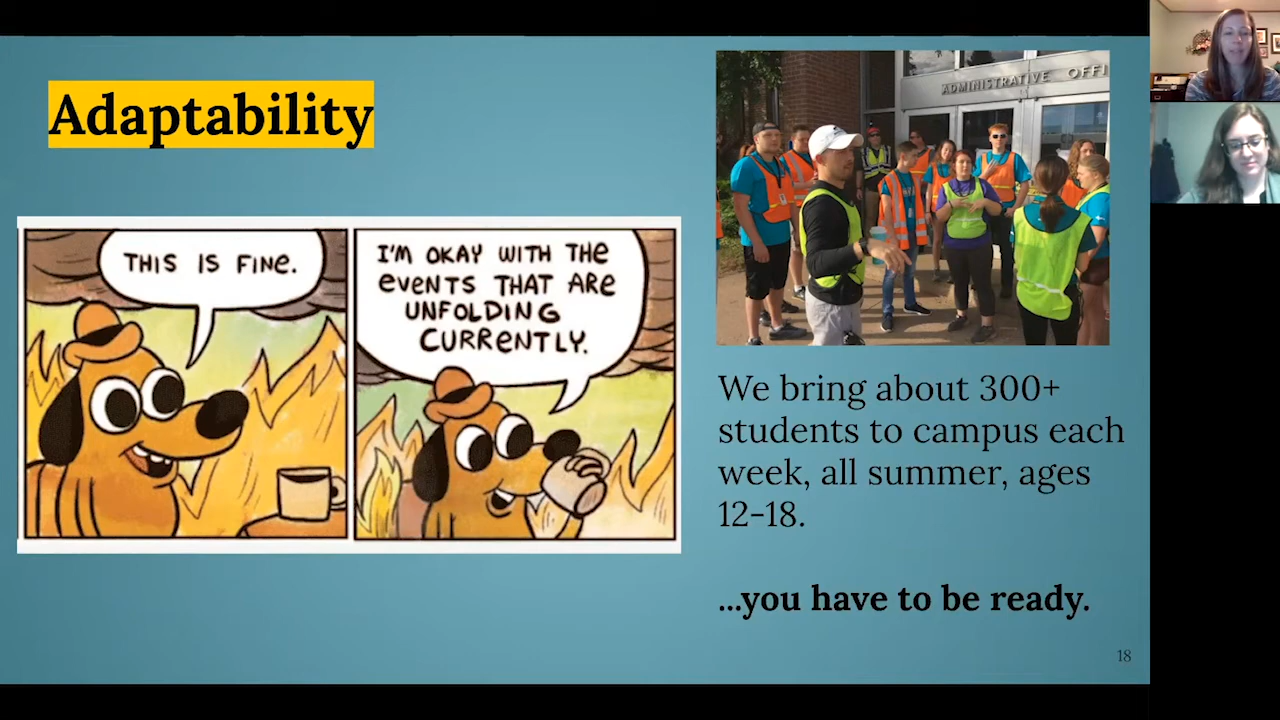 Adaptability
THIS IS FINE.
I'M OKAY WITH THE
EVENTS THAT ARE
UNFOLDING
CURRENTLY.
ADMINISTRATIVE OFFI
We bring about 300+
students to campus each
week, all summer, ages
12-18.
...you have to be ready.
18